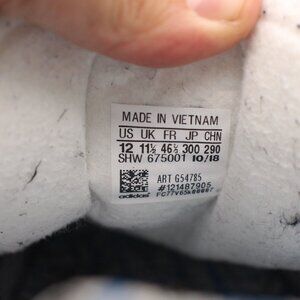 MADE IN VIETNAM
US UK FR JP CHN
12 11½ 46⅔ 300 290
SHW 675001 10/18
ART G54785
#121487905
adidas